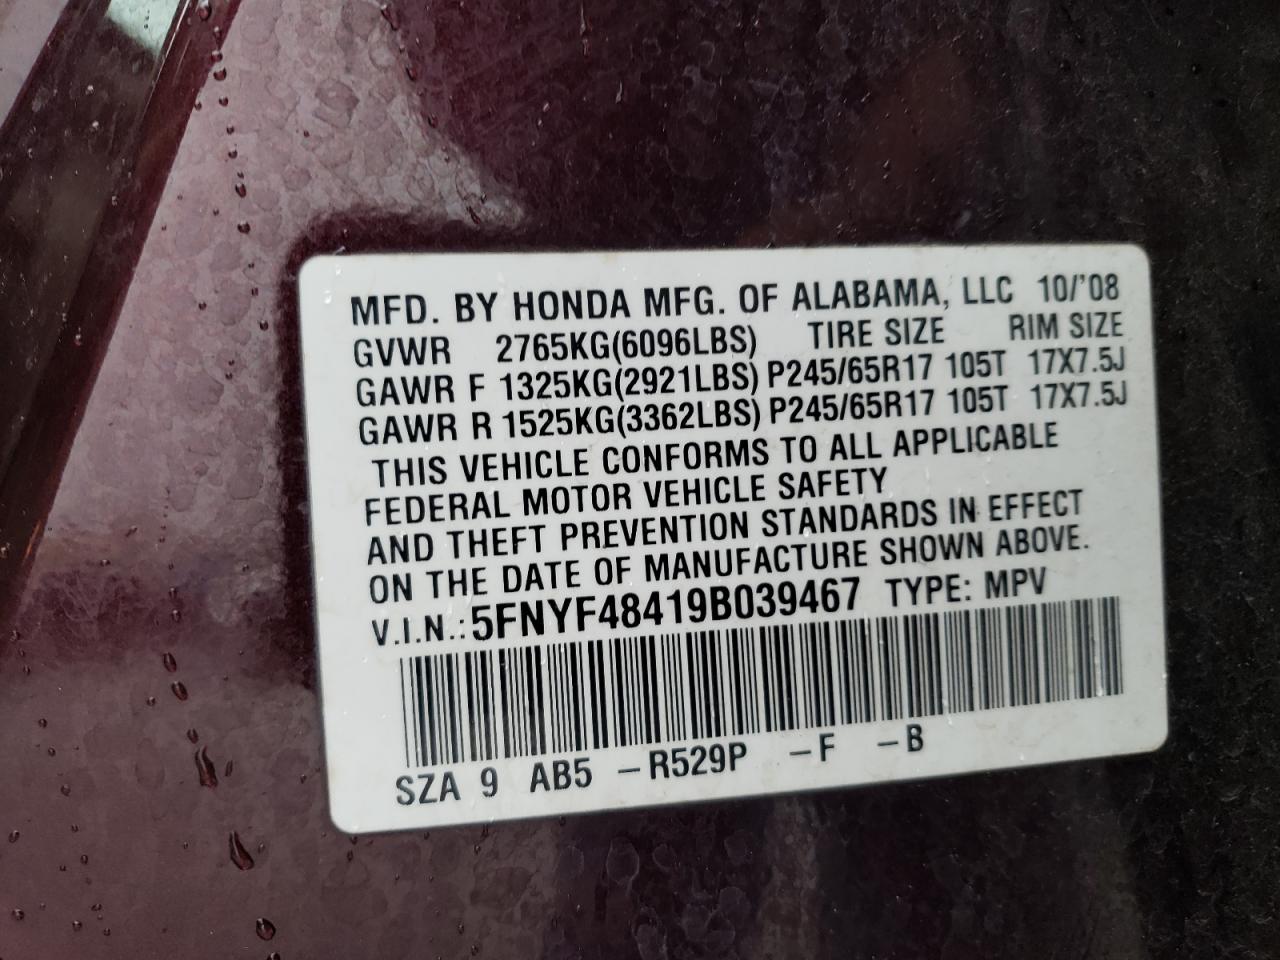 MFD. BY HONDA MFG. OF ALABAMA, LLC 10/'08
GVWR 2765KG(6096LBS) TIRE SIZE RIM SIZE
GAWR F 1325KG(2921LBS) P245/65R17 105T 17X7.5J
GAWR R 1525KG(3362LBS) P245/65R17 105T 17X7.5J
THIS VEHICLE CONFORMS TO ALL APPLICABLE
FEDERAL MOTOR VEHICLE SAFETY
AND THEFT PREVENTION STANDARDS IN EFFECT
ON THE DATE OF MANUFACTURE SHOWN ABOVE.
V.I.N.: 5FNYF48419B039467 TYPE: MPV
SZA 9 AB5 -R529P -F -B